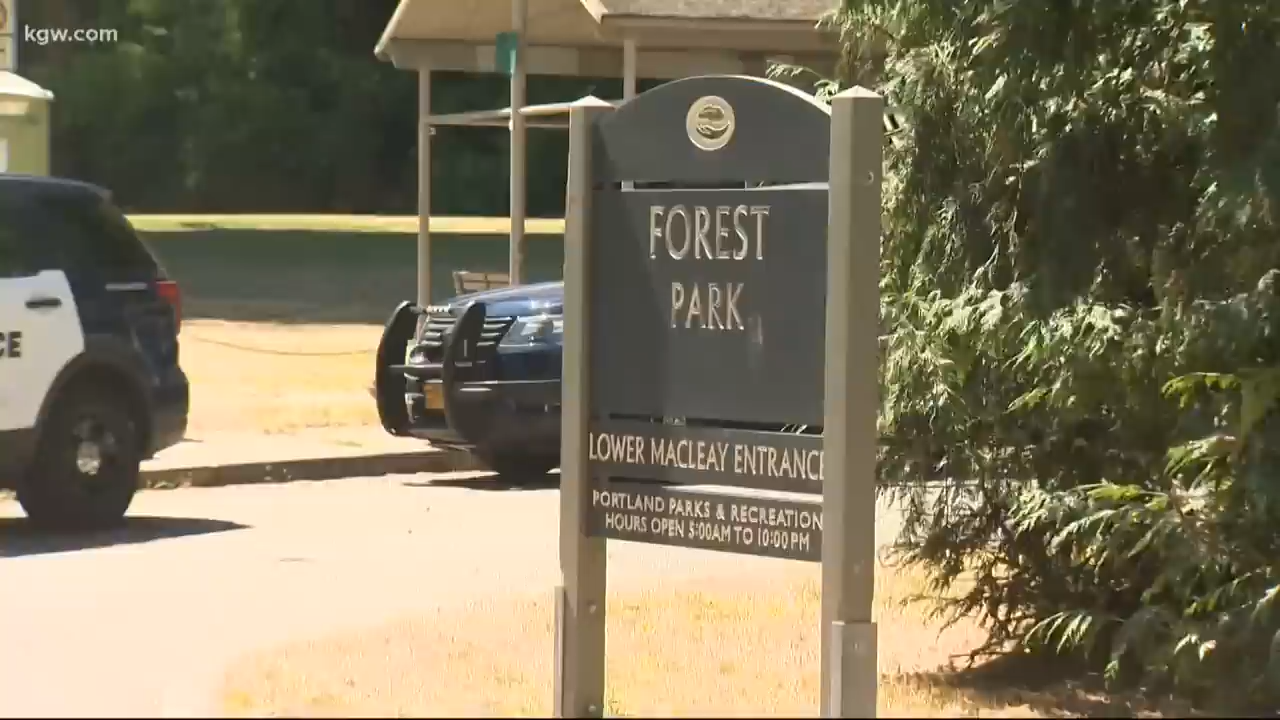 kgw.com
FOREST
PARK
LOWER MACLEAY ENTRANCE
PORTLAND PARKS & RECREATION
HOURS OPEN 5:00AM TO 10:00PM
CE